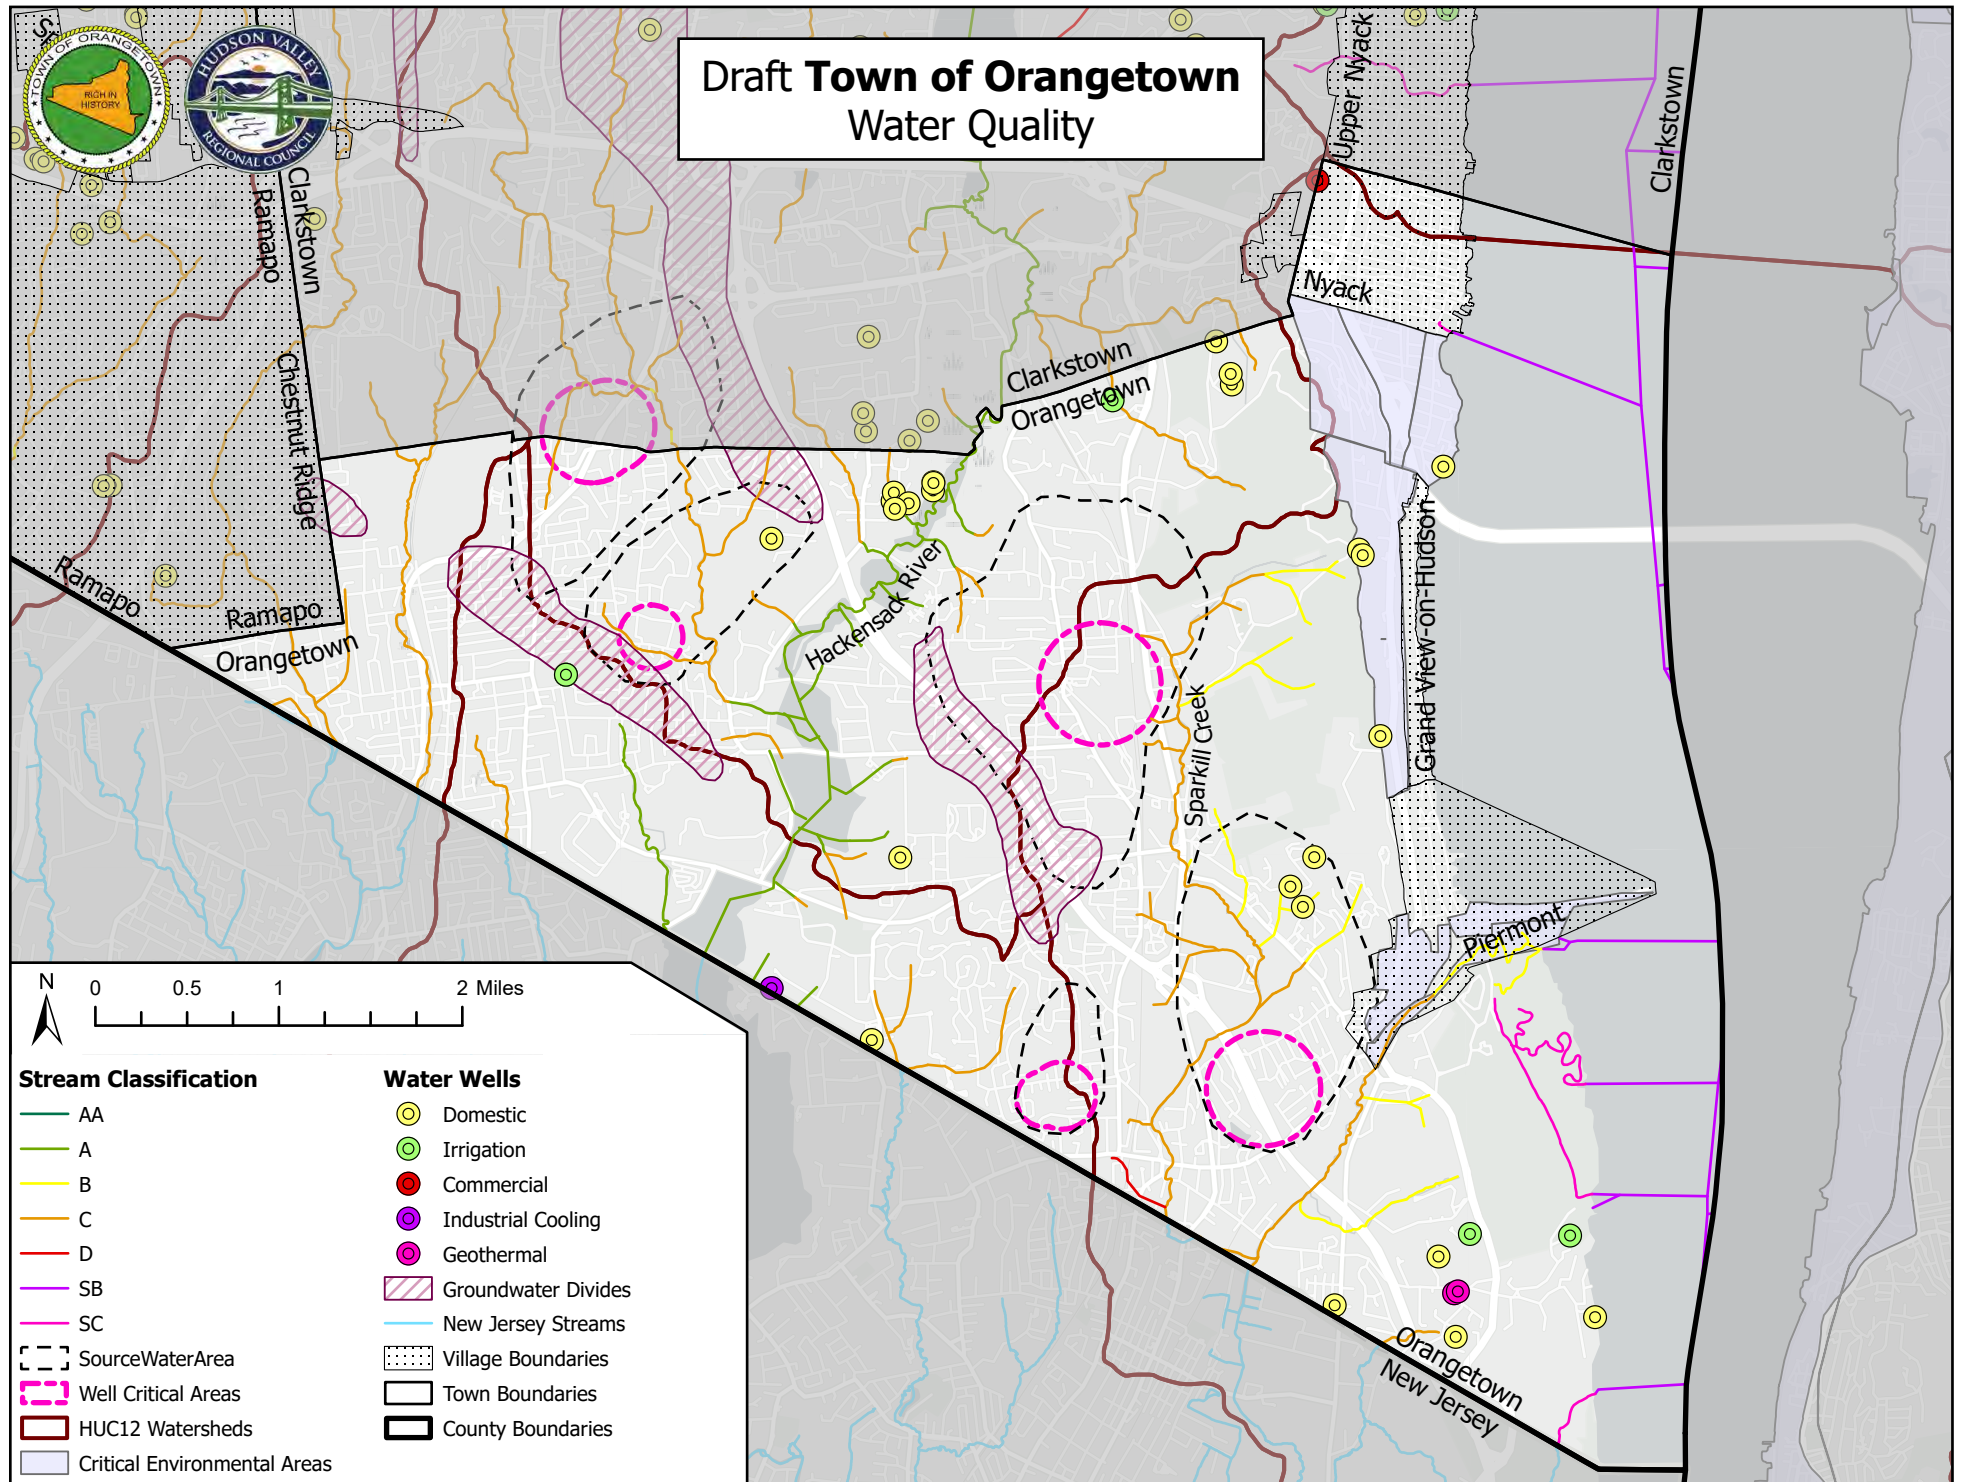 TOWN OF ORANGETOWN
RICH IN
HISTORY
HUDSON VALLEY
REGIONAL COUNCIL
Draft Town of Orangetown
Water Quality
Upper Nyack
Clarkstown
Clarkstown
Ramapo
Nyack
Chestnut Ridge
Clarkstown
Orangetown
Grand View-on-Hudson
Hackensack River
Ramapo
Ramapo
Orangetown
Sparkill Creek
Piermont
Orangetown
New Jersey
N
0 0.5 1 2 Miles
Stream Classification
AA
A
B
C
D
SB
SC
SourceWaterArea
Well Critical Areas
HUC12 Watersheds
Critical Environmental Areas
Water Wells
Domestic
Irrigation
Commercial
Industrial Cooling
Geothermal
Groundwater Divides
New Jersey Streams
Village Boundaries
Town Boundaries
County Boundaries